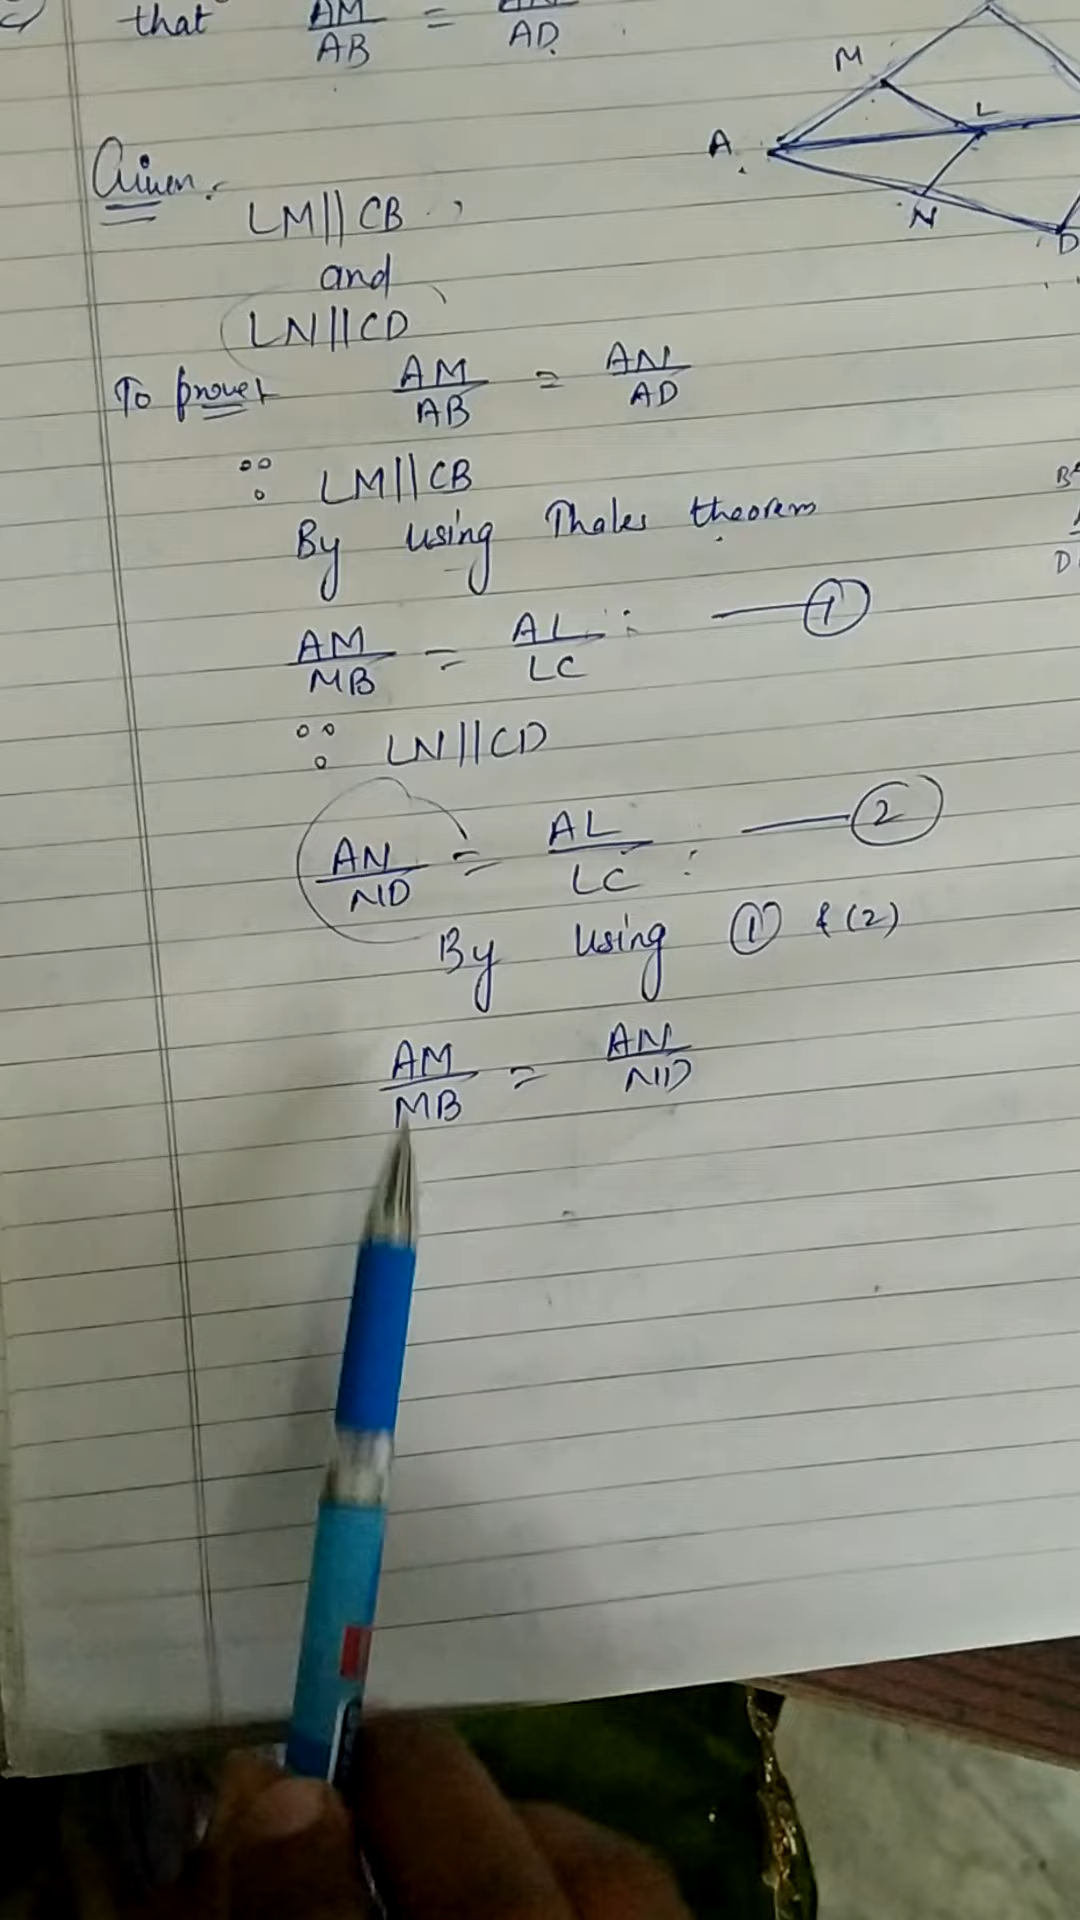 that AM/AB = AN/AD.
M
L
A
N
D
Given.
LM||CB,
and
LN||CD
To prove AM/AB = AN/AD
∵ LM||CB
By using Thales theorem
AM/MB = AL/LC — ①
∵ LN||CD
AN/ND = AL/LC — ②
By using ① & (2)
AM/MB = AN/ND